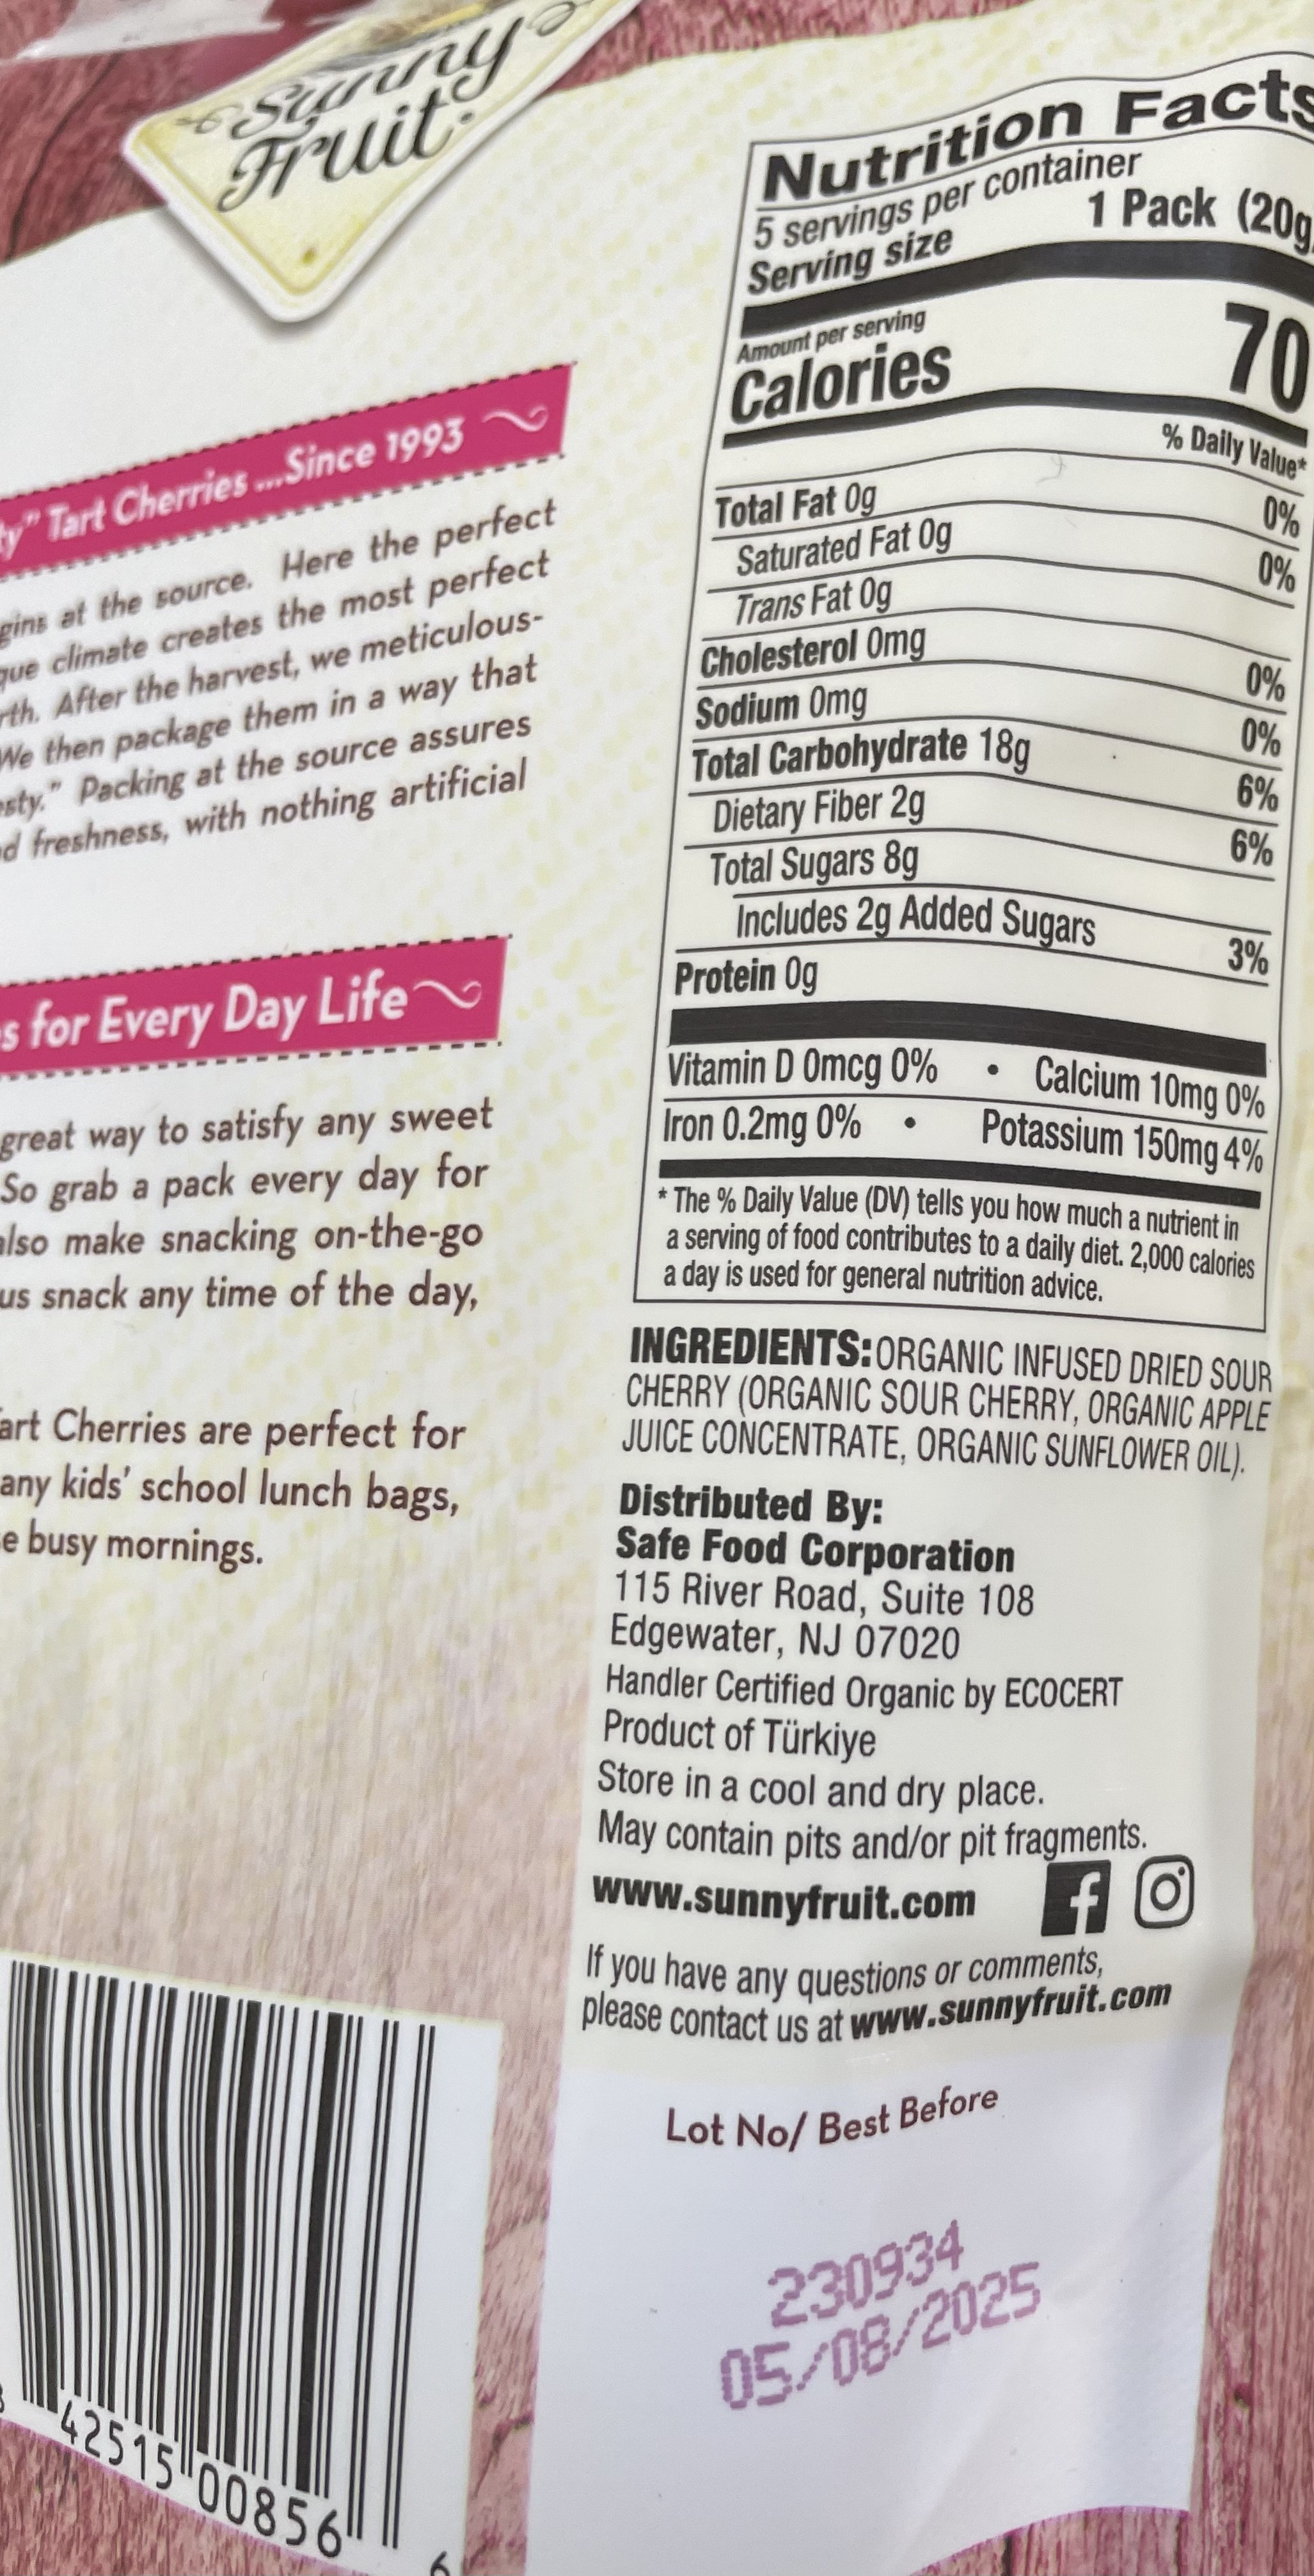 Sunny
Fruit
Tart Cherries ...Since 1993
at the source. Here the perfect
climate creates the most perfect
After the harvest, we meticulous-
We then package them in a way that
Packing at the source assures
freshness, with nothing artificial
for Every Day Life
great way to satisfy any sweet
So grab a pack every day for
also make snacking on-the-go
snack any time of the day,
Cherries are perfect for
any kids' school lunch bags,
busy mornings.
42515 00856 6
Nutrition Facts
5 servings per container
Serving size 1 Pack (20g
Amount per serving
Calories 70
% Daily Value*
Total Fat 0g 0%
Saturated Fat 0g 0%
Trans Fat 0g
Cholesterol 0mg 0%
Sodium 0mg 0%
Total Carbohydrate 18g 6%
Dietary Fiber 2g 6%
Total Sugars 8g
Includes 2g Added Sugars 3%
Protein 0g
Vitamin D 0mcg 0% • Calcium 10mg 0%
Iron 0.2mg 0% • Potassium 150mg 4%
* The % Daily Value (DV) tells you how much a nutrient in
a serving of food contributes to a daily diet. 2,000 calories
a day is used for general nutrition advice.
INGREDIENTS: ORGANIC INFUSED DRIED SOUR
CHERRY (ORGANIC SOUR CHERRY, ORGANIC APPLE
JUICE CONCENTRATE, ORGANIC SUNFLOWER OIL).
Distributed By:
Safe Food Corporation
115 River Road, Suite 108
Edgewater, NJ 07020
Handler Certified Organic by ECOCERT
Product of Türkiye
Store in a cool and dry place.
May contain pits and/or pit fragments.
www.sunnyfruit.com
If you have any questions or comments,
please contact us at www.sunnyfruit.com
Lot No/ Best Before
230934
05/08/2025